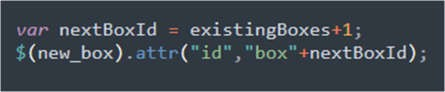 var nextBoxId = existingBoxes+1;
$(new_box).attr("id","box"+nextBoxId);